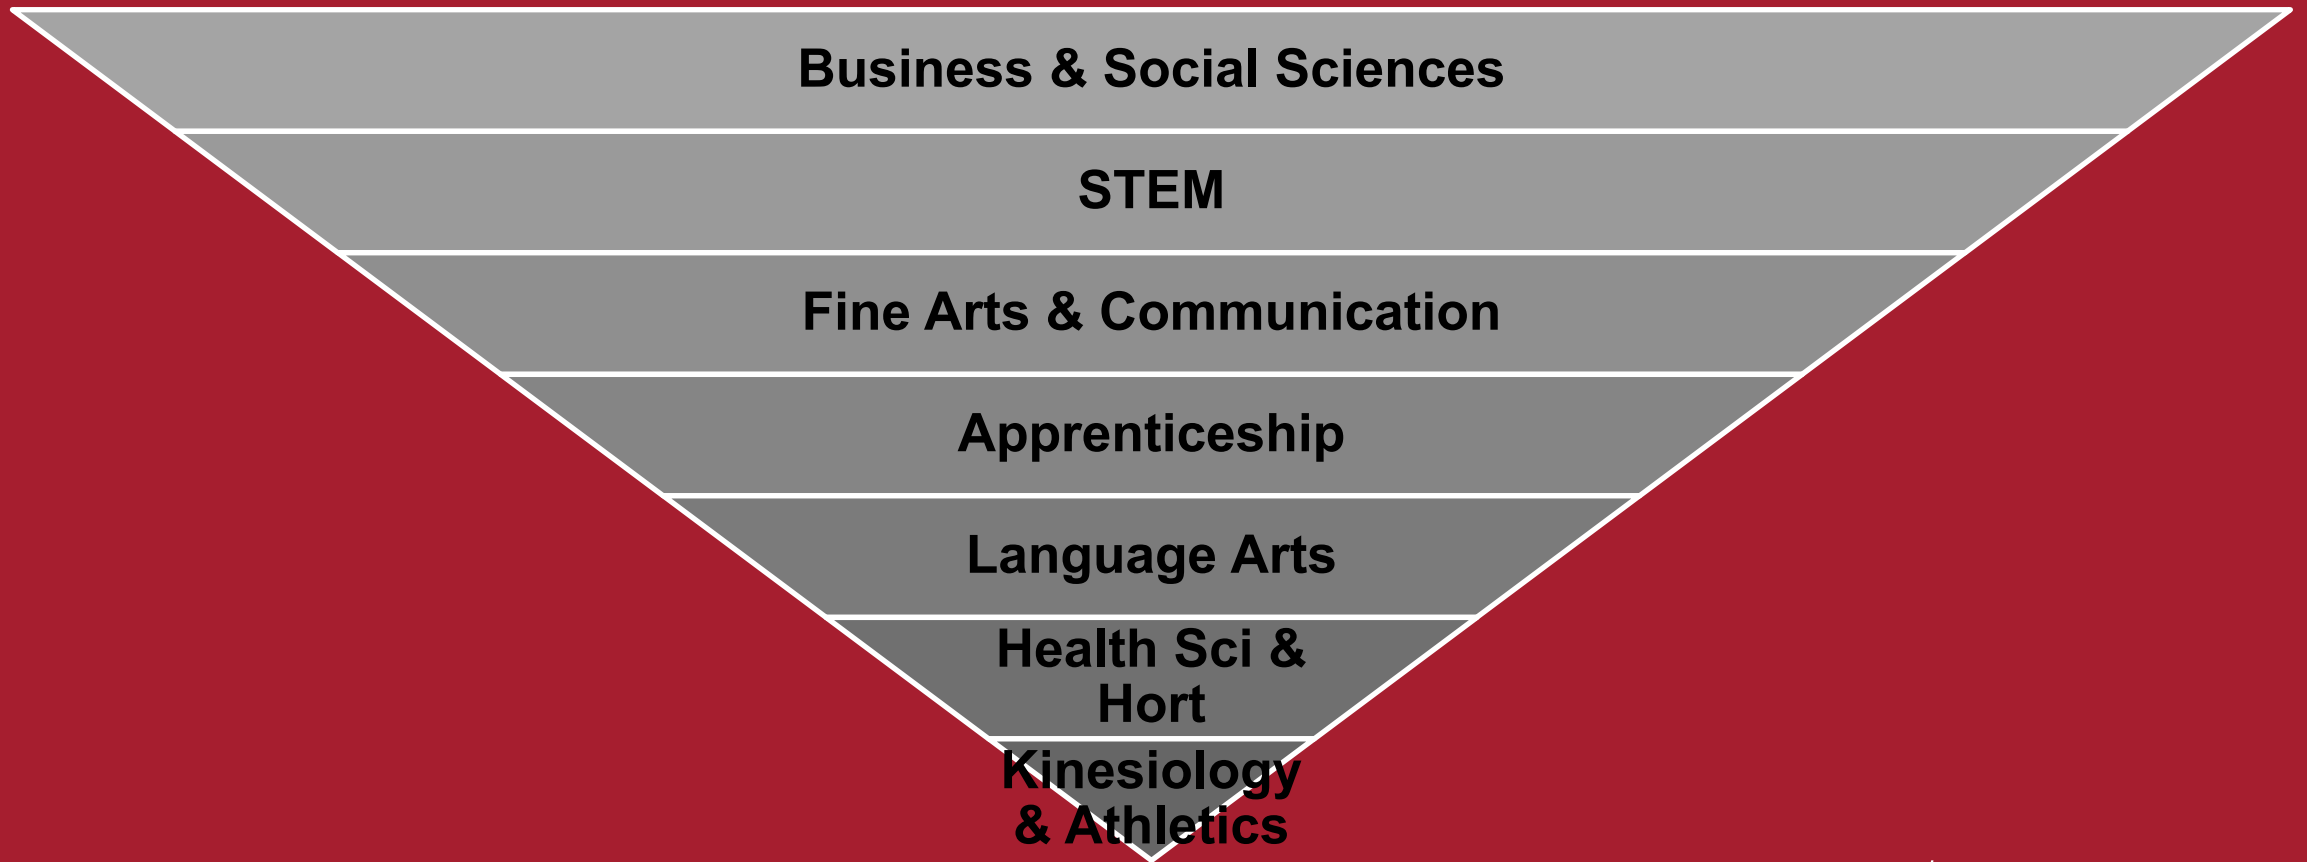 Business & Social Sciences
STEM
Fine Arts & Communication
Apprenticeship
Language Arts
Health Sci &
Hort
Kinesiology
& Athletics